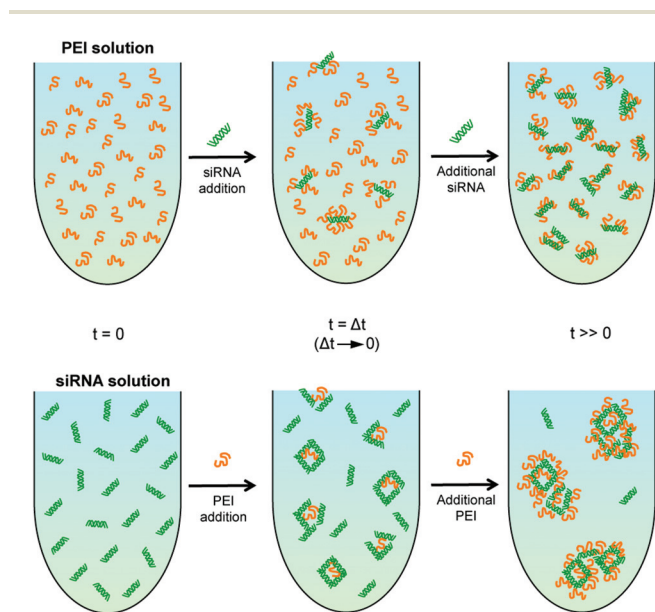 PEI solution
siRNA
addition
Additional
siRNA
t = 0
t = Δt
(Δt → 0)
t >> 0
siRNA solution
PEI
addition
Additional
PEI